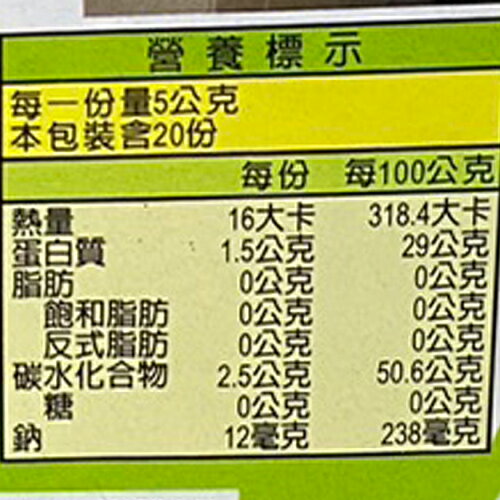 營養標示
每一份量5公克
本包裝含20份
每份 每100公克
熱量 16大卡 318.4大卡
蛋白質 1.5公克 29公克
脂肪 0公克 0公克
飽和脂肪 0公克 0公克
反式脂肪 0公克 0公克
碳水化合物 2.5公克 50.6公克
糖 0公克 0公克
鈉 12毫克 238毫克